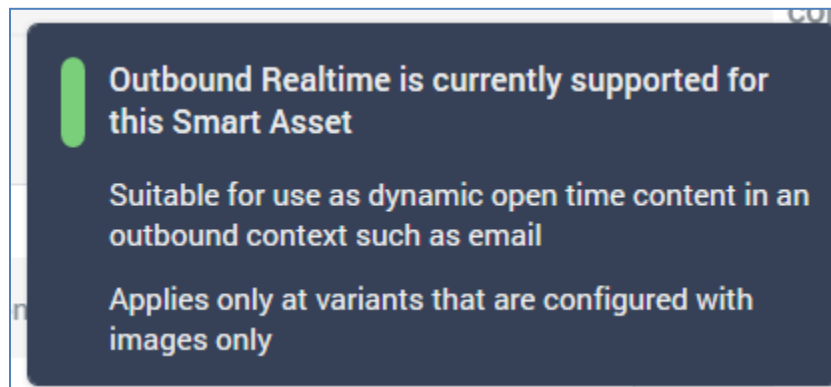 Outbound Realtime is currently supported for
this Smart Asset
Suitable for use as dynamic open time content in an
outbound context such as email
Applies only at variants that are configured with
images only